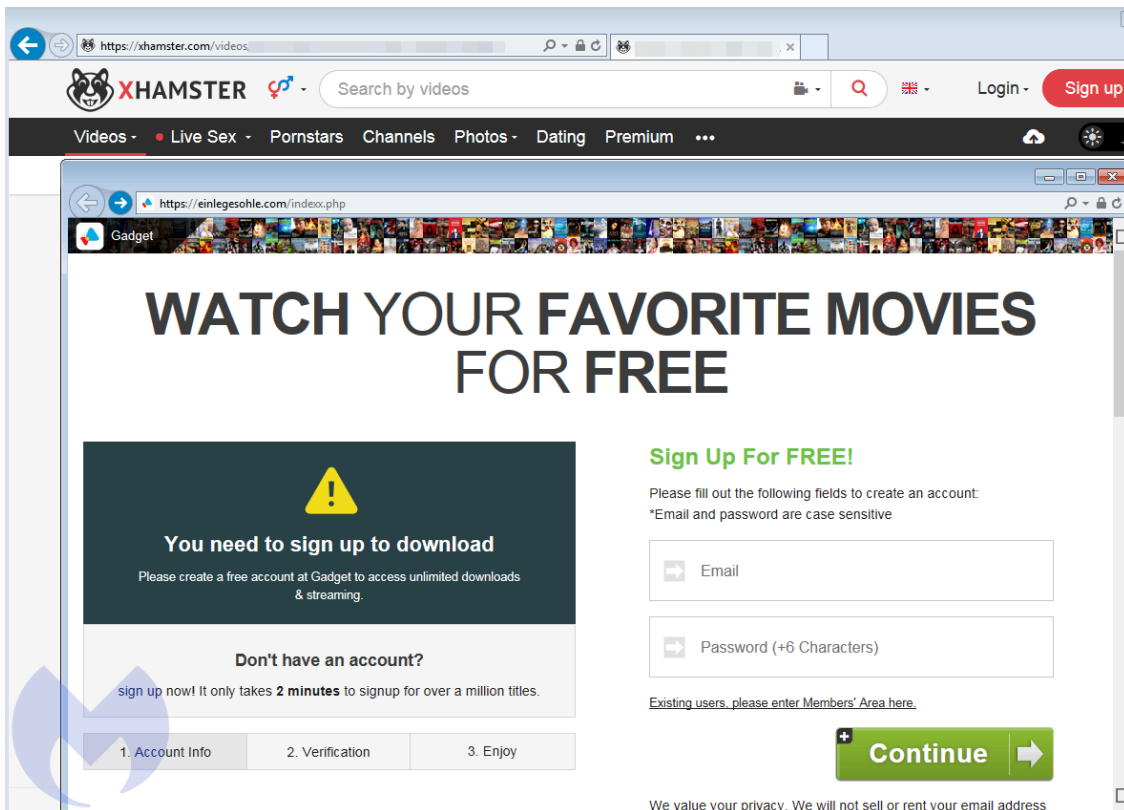 https://xhamster.com/videos
XHAMSTER
Search by videos
Login
Sign up
Videos
Live Sex
Pornstars
Channels
Photos
Dating
Premium
•••
https://einlegesohle.com/indexx.php
Gadget
WATCH YOUR FAVORITE MOVIES
FOR FREE
You need to sign up to download
Please create a free account at Gadget to access unlimited downloads
& streaming.
Don't have an account?
sign up now! It only takes 2 minutes to signup for over a million titles.
1. Account Info
2. Verification
3. Enjoy
Sign Up For FREE!
Please fill out the following fields to create an account:
*Email and password are case sensitive
Email
Password (+6 Characters)
Existing users, please enter Members' Area here.
Continue
We value your privacy. We will not sell or rent your email address